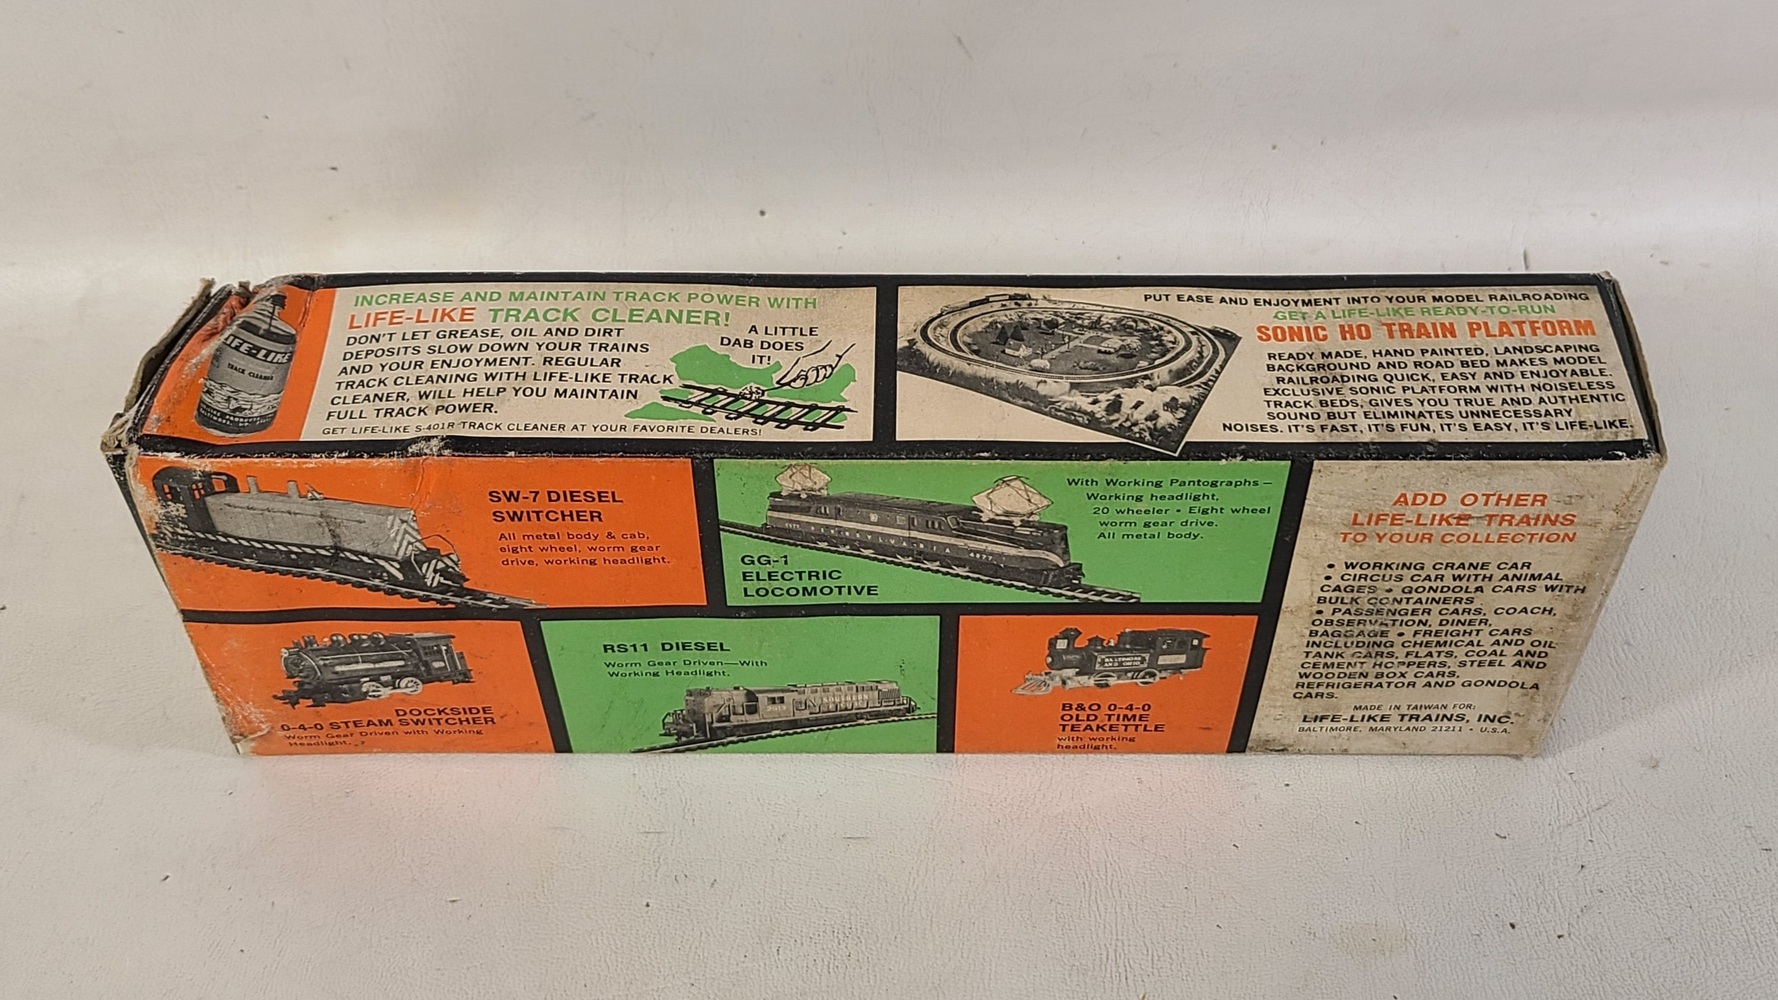 LIFE-LIKE
TRACK CLEANER
INCREASE AND MAINTAIN TRACK POWER WITH
LIFE-LIKE TRACK CLEANER!
DON'T LET GREASE, OIL AND DIRT
DEPOSITS SLOW DOWN YOUR TRAINS
AND YOUR ENJOYMENT. REGULAR
TRACK CLEANING WITH LIFE-LIKE TRACK
CLEANER, WILL HELP YOU MAINTAIN
FULL TRACK POWER.
GET LIFE-LIKE S-401R TRACK CLEANER AT YOUR FAVORITE DEALERS!
A LITTLE
DAB DOES
IT!
PUT EASE AND ENJOYMENT INTO YOUR MODEL RAILROADING
GET A LIFE-LIKE READY-TO-RUN
SONIC HO TRAIN PLATFORM
READY MADE, HAND PAINTED, LANDSCAPING
BACKGROUND AND ROAD BED MAKES MODEL
RAILROADING QUICK, EASY AND ENJOYABLE.
EXCLUSIVE SONIC PLATFORM WITH NOISELESS
TRACK BEDS, GIVES YOU TRUE AND AUTHENTIC
SOUND BUT ELIMINATES UNNECESSARY
NOISES. IT'S FAST, IT'S FUN, IT'S EASY, IT'S LIFE-LIKE.
SW-7 DIESEL
SWITCHER
All metal body & cab,
eight wheel, worm gear
drive, working headlight.
With Working Pantographs—
Working headlight,
20 wheeler • Eight wheel
worm gear drive.
All metal body.
PENNSYLVANIA
4877
GG-1
ELECTRIC
LOCOMOTIVE
DOCKSIDE
0-4-0 STEAM SWITCHER
Worm Gear Driven with Working
Headlight.
RS11 DIESEL
Worm Gear Driven—With
Working Headlight.
SOUTHERN
BALTIMORE
AND OHIO
B&O 0-4-0
OLD TIME
TEAKETTLE
with working
headlight.
ADD OTHER
LIFE-LIKE TRAINS
TO YOUR COLLECTION
• WORKING CRANE CAR
• CIRCUS CAR WITH ANIMAL
CAGES • GONDOLA CARS WITH
BULK CONTAINERS
• PASSENGER CARS, COACH,
OBSERVATION, DINER,
BAGGAGE • FREIGHT CARS
INCLUDING CHEMICAL AND OIL
TANK CARS, FLATS, COAL AND
CEMENT HOPPERS, STEEL AND
WOODEN BOX CARS,
REFRIGERATOR AND GONDOLA
CARS.
MADE IN TAIWAN FOR:
LIFE-LIKE TRAINS, INC.
BALTIMORE, MARYLAND 21211 • U.S.A.